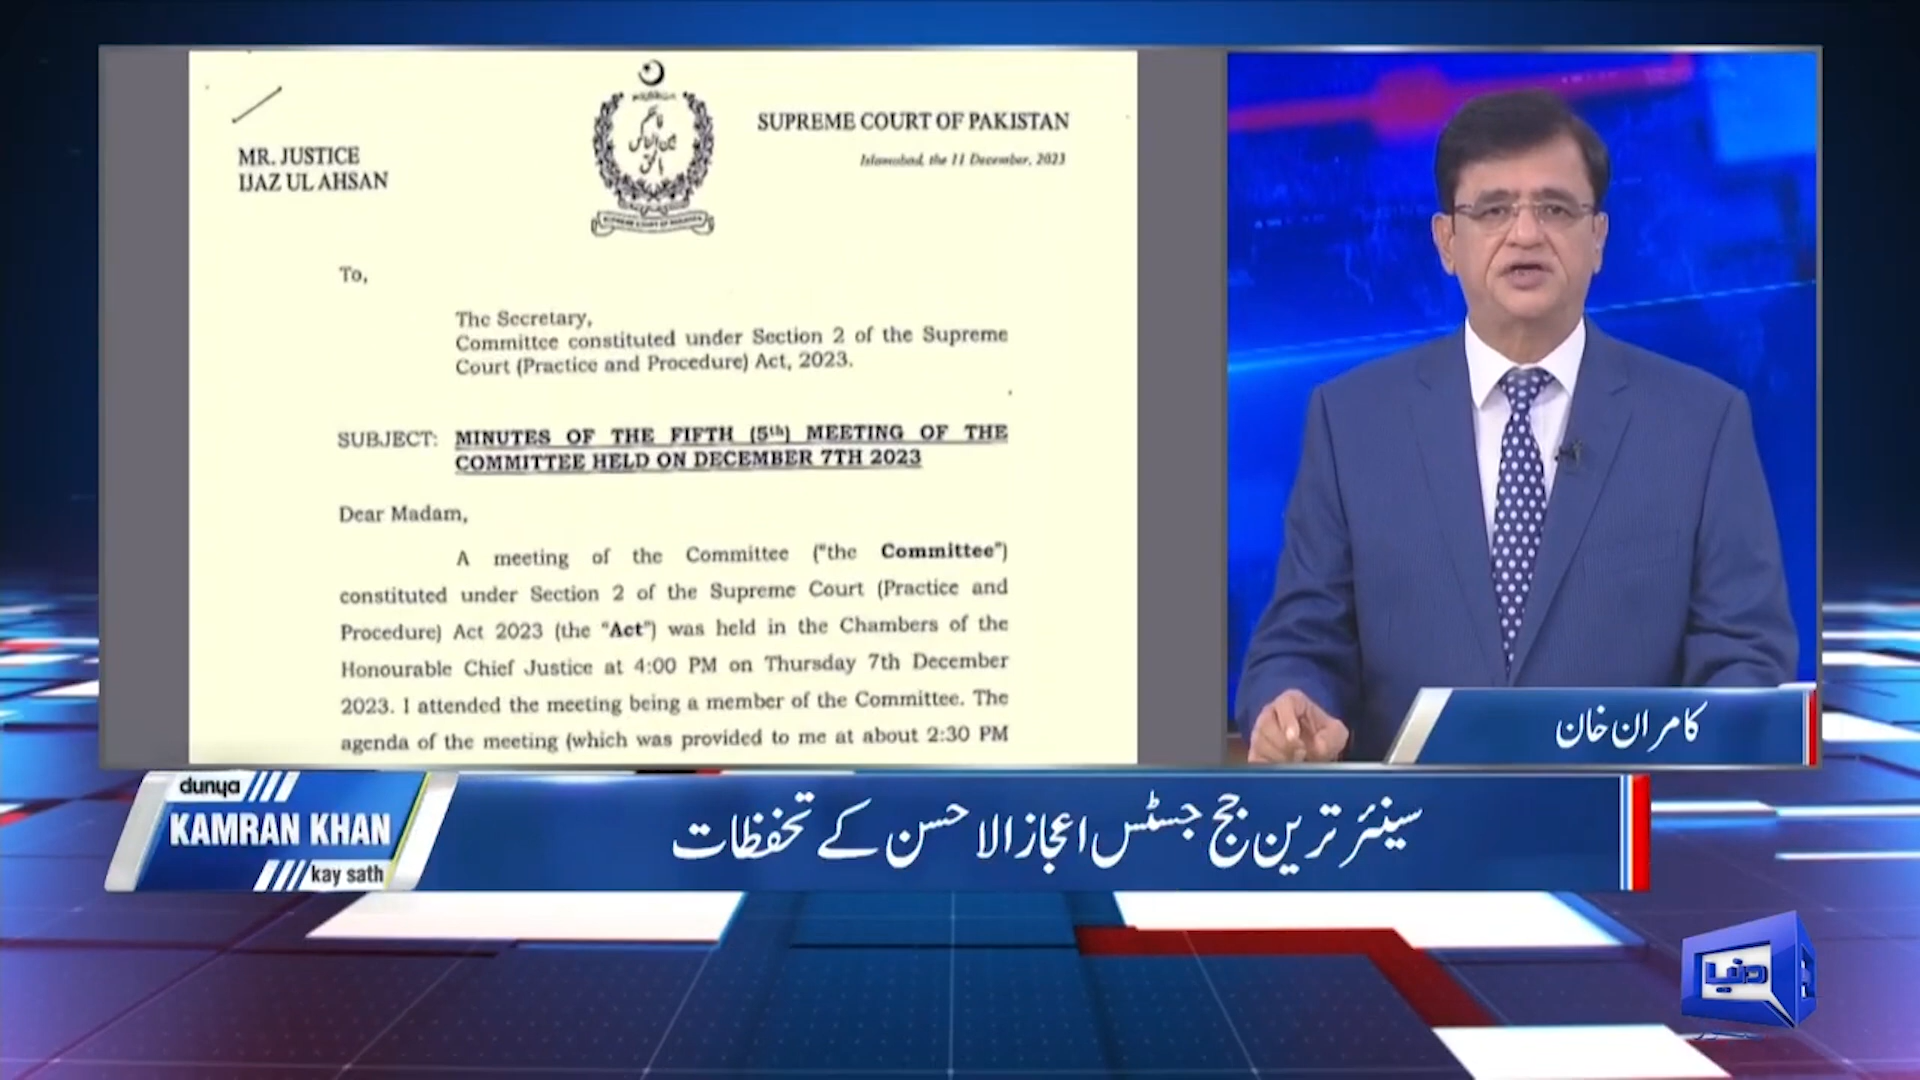 MR. JUSTICE
IJAZ UL AHSAN
SUPREME COURT OF PAKISTAN
Islamabad, the 11 December, 2023
To,
The Secretary,
Committee constituted under Section 2 of the Supreme
Court (Practice and Procedure) Act, 2023.
SUBJECT: MINUTES OF THE FIFTH (5th) MEETING OF THE
COMMITTEE HELD ON DECEMBER 7TH 2023
Dear Madam,
A meeting of the Committee ("the Committee")
constituted under Section 2 of the Supreme Court (Practice and
Procedure) Act 2023 (the "Act") was held in the Chambers of the
Honourable Chief Justice at 4:00 PM on Thursday 7th December
2023. I attended the meeting being a member of the Committee. The
agenda of the meeting (which was provided to me at about 2:30 PM
کامران خان
dunya
KAMRAN KHAN
kay sath
سینئر ترین جج جسٹس اعجاز الاحسن کے تحفظات
دنیا